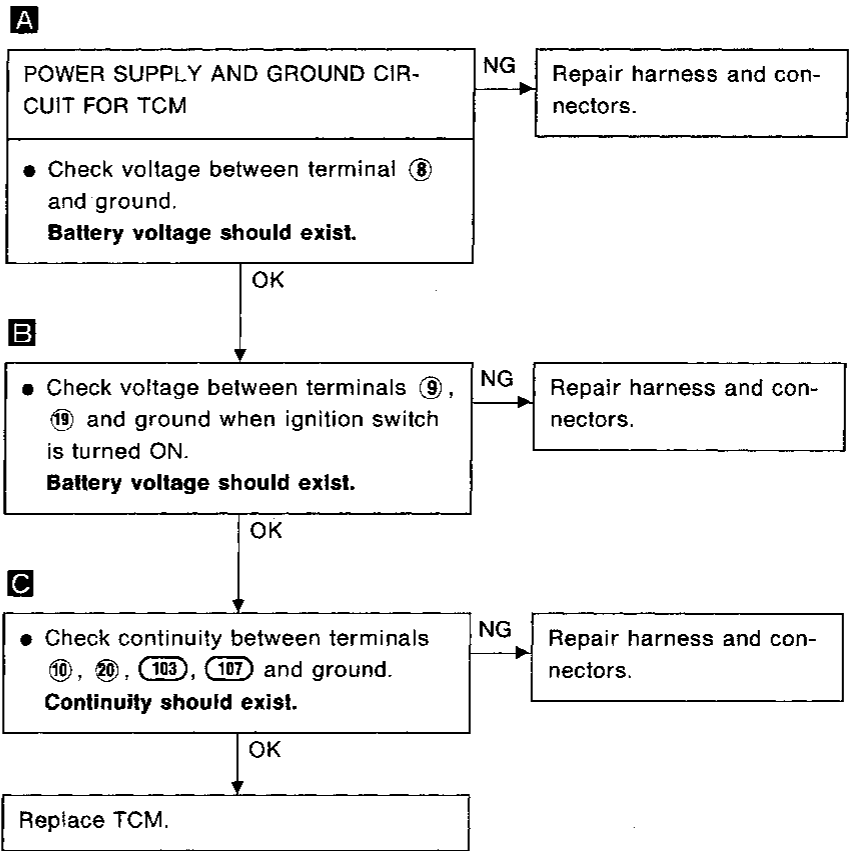 A
POWER SUPPLY AND GROUND CIR-
CUIT FOR TCM
● Check voltage between terminal ⑧
and ground.
Battery voltage should exist.
NG
Repair harness and con-
nectors.
OK
B
● Check voltage between terminals ⑨,
⑲ and ground when ignition switch
is turned ON.
Battery voltage should exist.
NG
Repair harness and con-
nectors.
OK
C
● Check continuity between terminals
⑩, ⑳, (103), (107) and ground.
Continuity should exist.
NG
Repair harness and con-
nectors.
OK
Replace TCM.